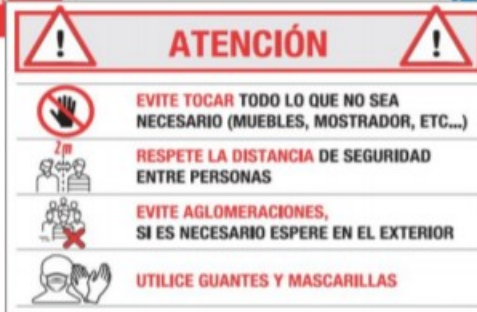 ATENCIÓN
EVITE TOCAR TODO LO QUE NO SEA
NECESARIO (MUEBLES, MOSTRADOR, ETC...)
2m
RESPETE LA DISTANCIA DE SEGURIDAD
ENTRE PERSONAS
EVITE AGLOMERACIONES,
SI ES NECESARIO ESPERE EN EL EXTERIOR
UTILICE GUANTES Y MASCARILLAS